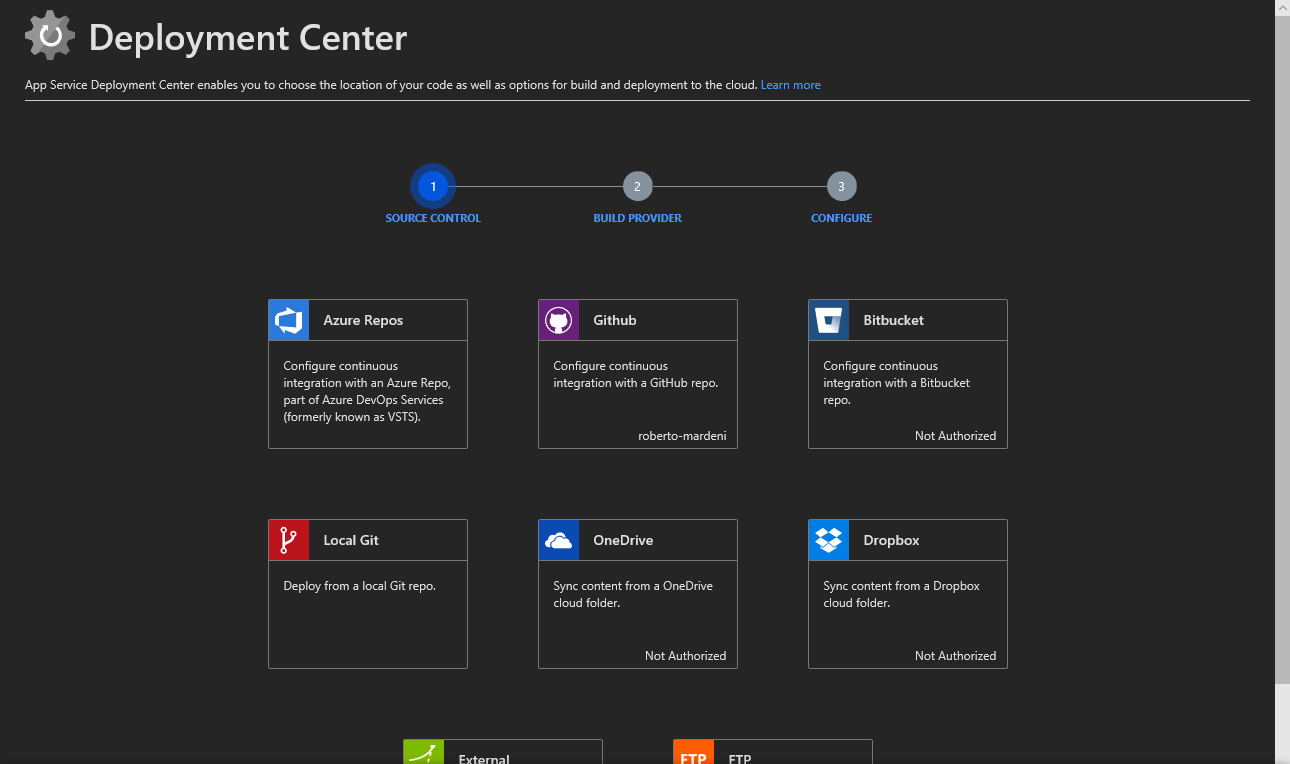 Deployment Center
App Service Deployment Center enables you to choose the location of your code as well as options for build and deployment to the cloud. Learn more
1
2
3
SOURCE CONTROL
BUILD PROVIDER
CONFIGURE
Azure Repos
Configure continuous
integration with an Azure Repo,
part of Azure DevOps Services
(formerly known as VSTS).
Github
Configure continuous
integration with a GitHub repo.
roberto-mardeni
Bitbucket
Configure continuous
integration with a Bitbucket
repo.
Not Authorized
Local Git
Deploy from a local Git repo.
OneDrive
Sync content from a OneDrive
cloud folder.
Not Authorized
Dropbox
Sync content from a Dropbox
cloud folder.
Not Authorized
External
FTP
FTP